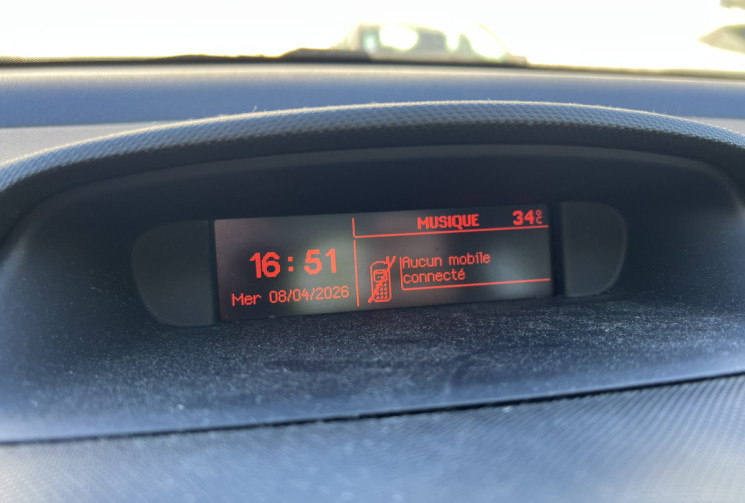 MUSIQUE 34°C
16:51
Aucun mobile
connecté
Mer 08/04/2026